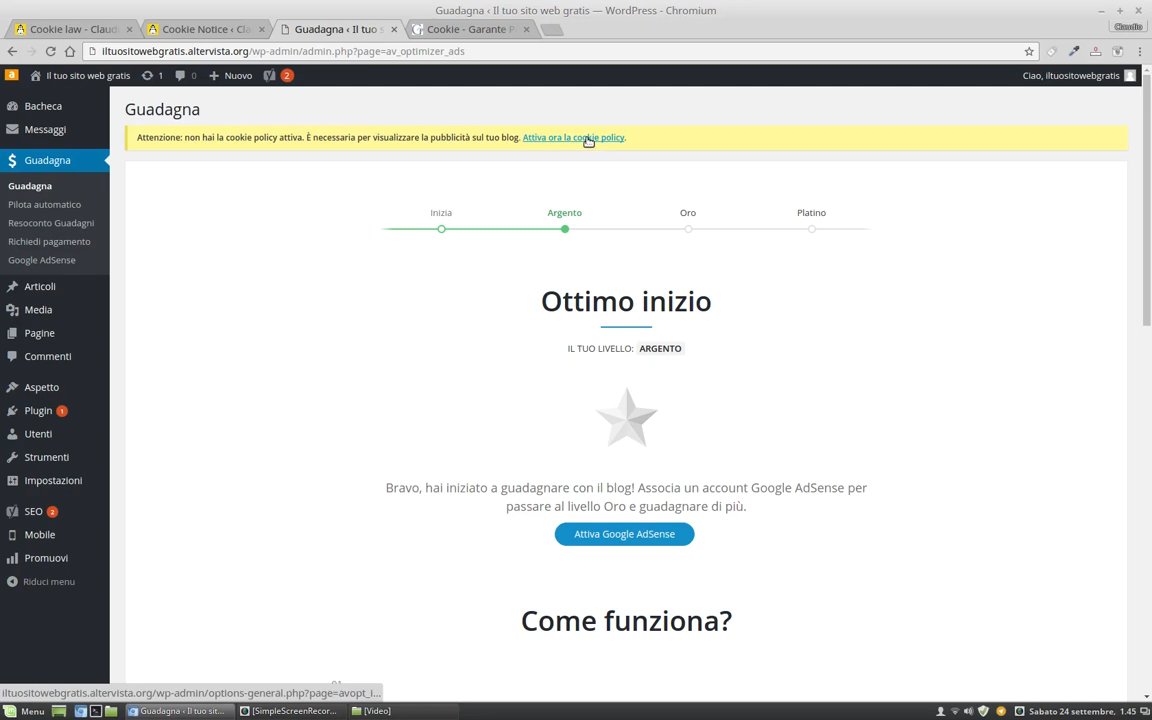 Guadagna ‹ Il tuo sito web gratis — WordPress - Chromium
Cookie law - Claud
Cookie Notice ‹ Cla
Guadagna ‹ Il tuo s
Cookie - Garante P
Claudio
iltuositowebgratis.altervista.org/wp-admin/admin.php?page=av_optimizer_ads
Il tuo sito web gratis
1
0
Nuovo
2
Ciao, iltuositowebgratis
Bacheca
Messaggi
Guadagna
Guadagna
Pilota automatico
Resoconto Guadagni
Richiedi pagamento
Google AdSense
Articoli
Media
Pagine
Commenti
Aspetto
Plugin 1
Utenti
Strumenti
Impostazioni
SEO 2
Mobile
Promuovi
Riduci menu
Guadagna
Attenzione: non hai la cookie policy attiva. È necessaria per visualizzare la pubblicità sul tuo blog. Attiva ora la cookie policy.
Inizia
Argento
Oro
Platino
Ottimo inizio
IL TUO LIVELLO: ARGENTO
Bravo, hai iniziato a guadagnare con il blog! Associa un account Google AdSense per
passare al livello Oro e guadagnare di più.
Attiva Google AdSense
Come funziona?
iltuositowebgratis.altervista.org/wp-admin/options-general.php?page=avopt_i...
Menu
Guadagna ‹ Il tuo sit...
[SimpleScreenRecor...
[Video]
Sabato 24 settembre, 1.45